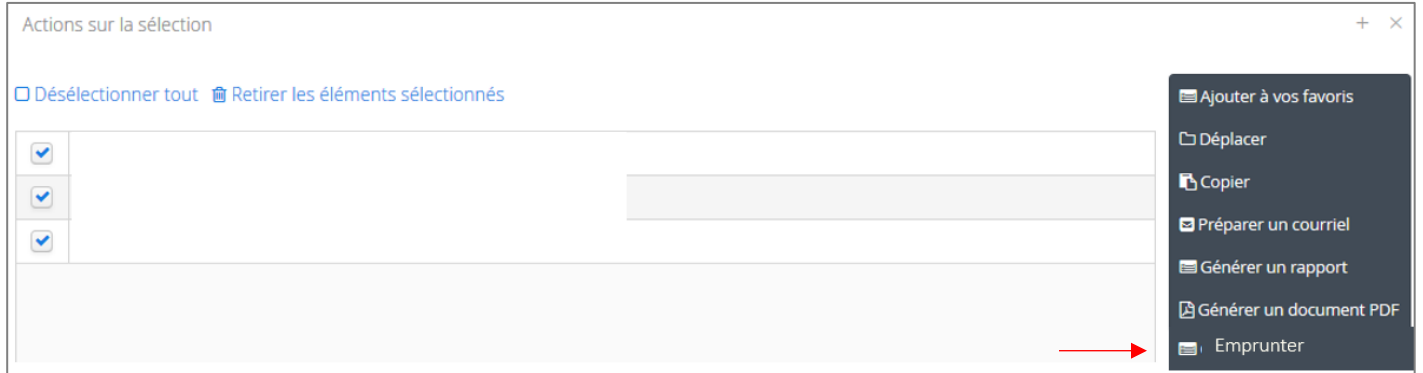 Actions sur la sélection
Désélectionner tout Retirer les éléments sélectionnés
Ajouter à vos favoris
Déplacer
Copier
Préparer un courriel
Générer un rapport
Générer un document PDF
Emprunter